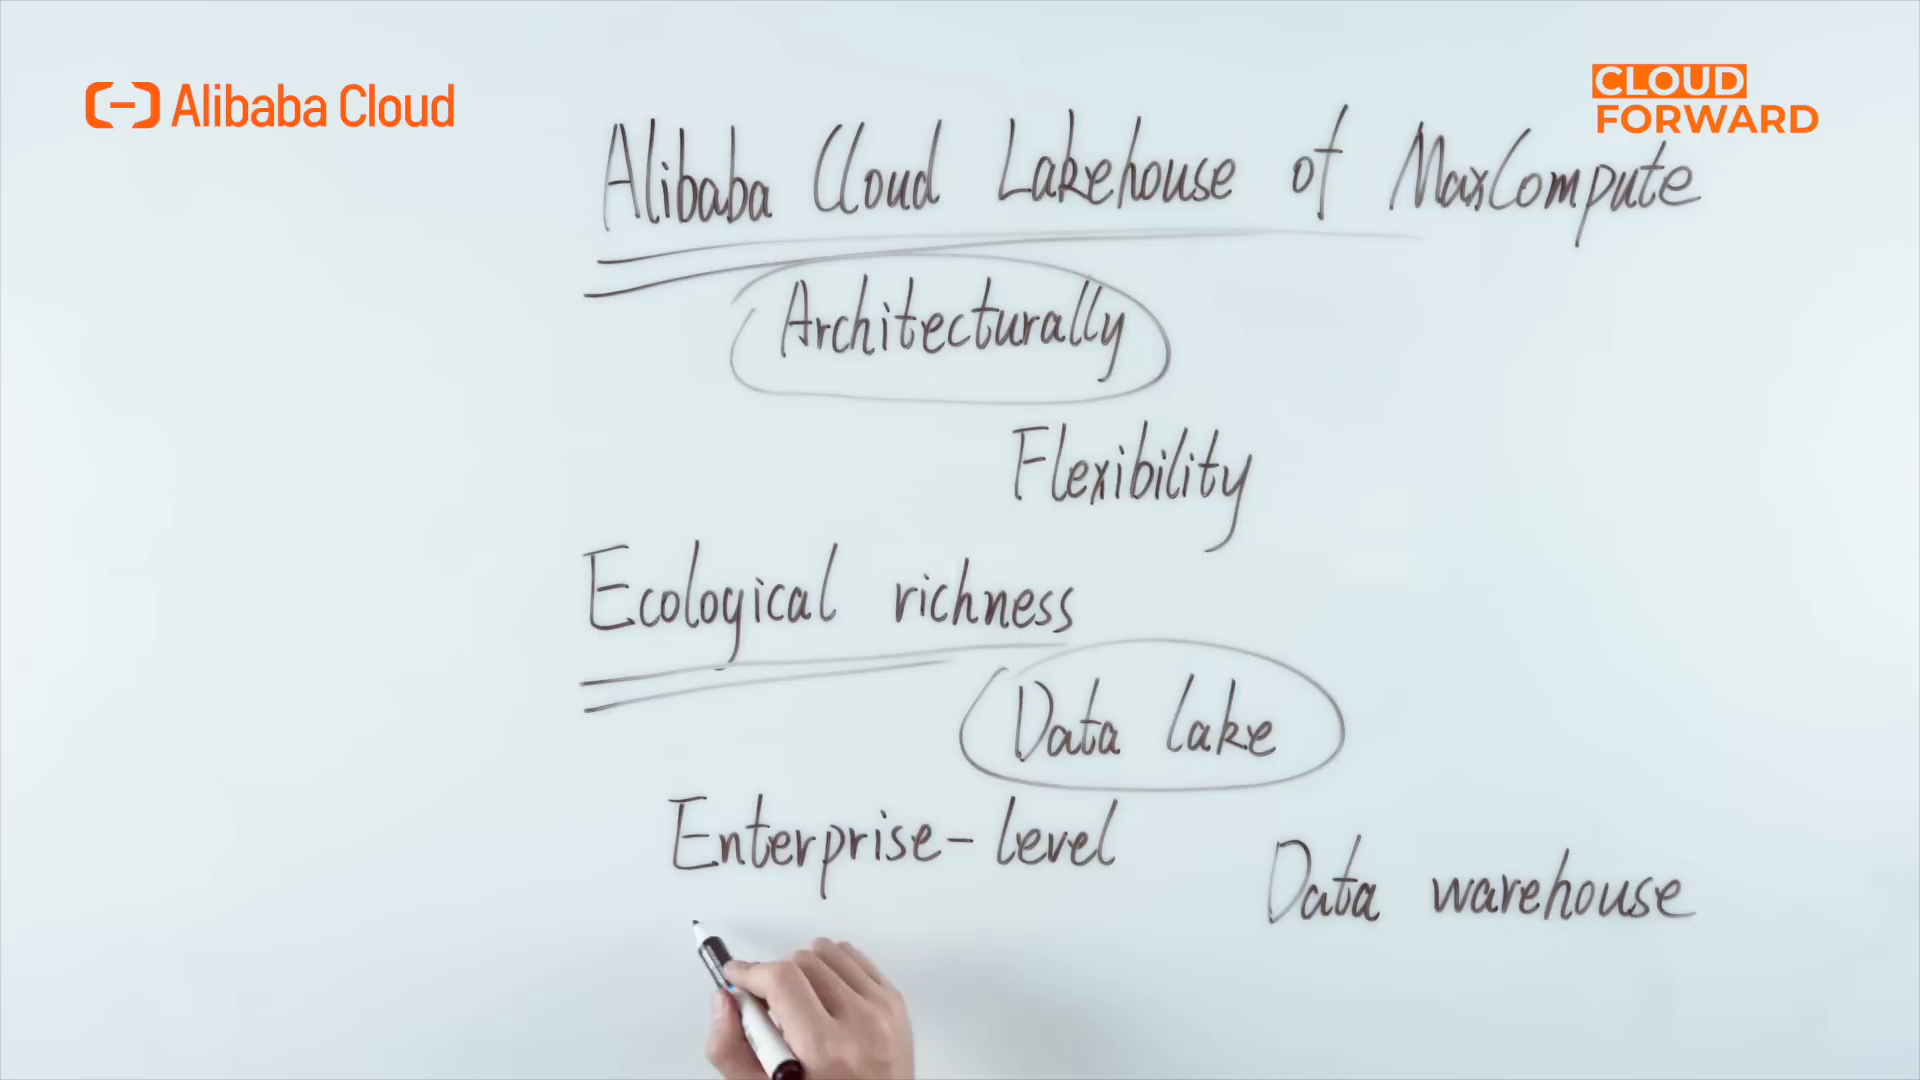 Alibaba Cloud
CLOUD
FORWARD
Alibaba Cloud Lakehouse of MaxCompute
Architecturally
Flexibility
Ecological richness
Data lake
Enterprise-level
Data warehouse